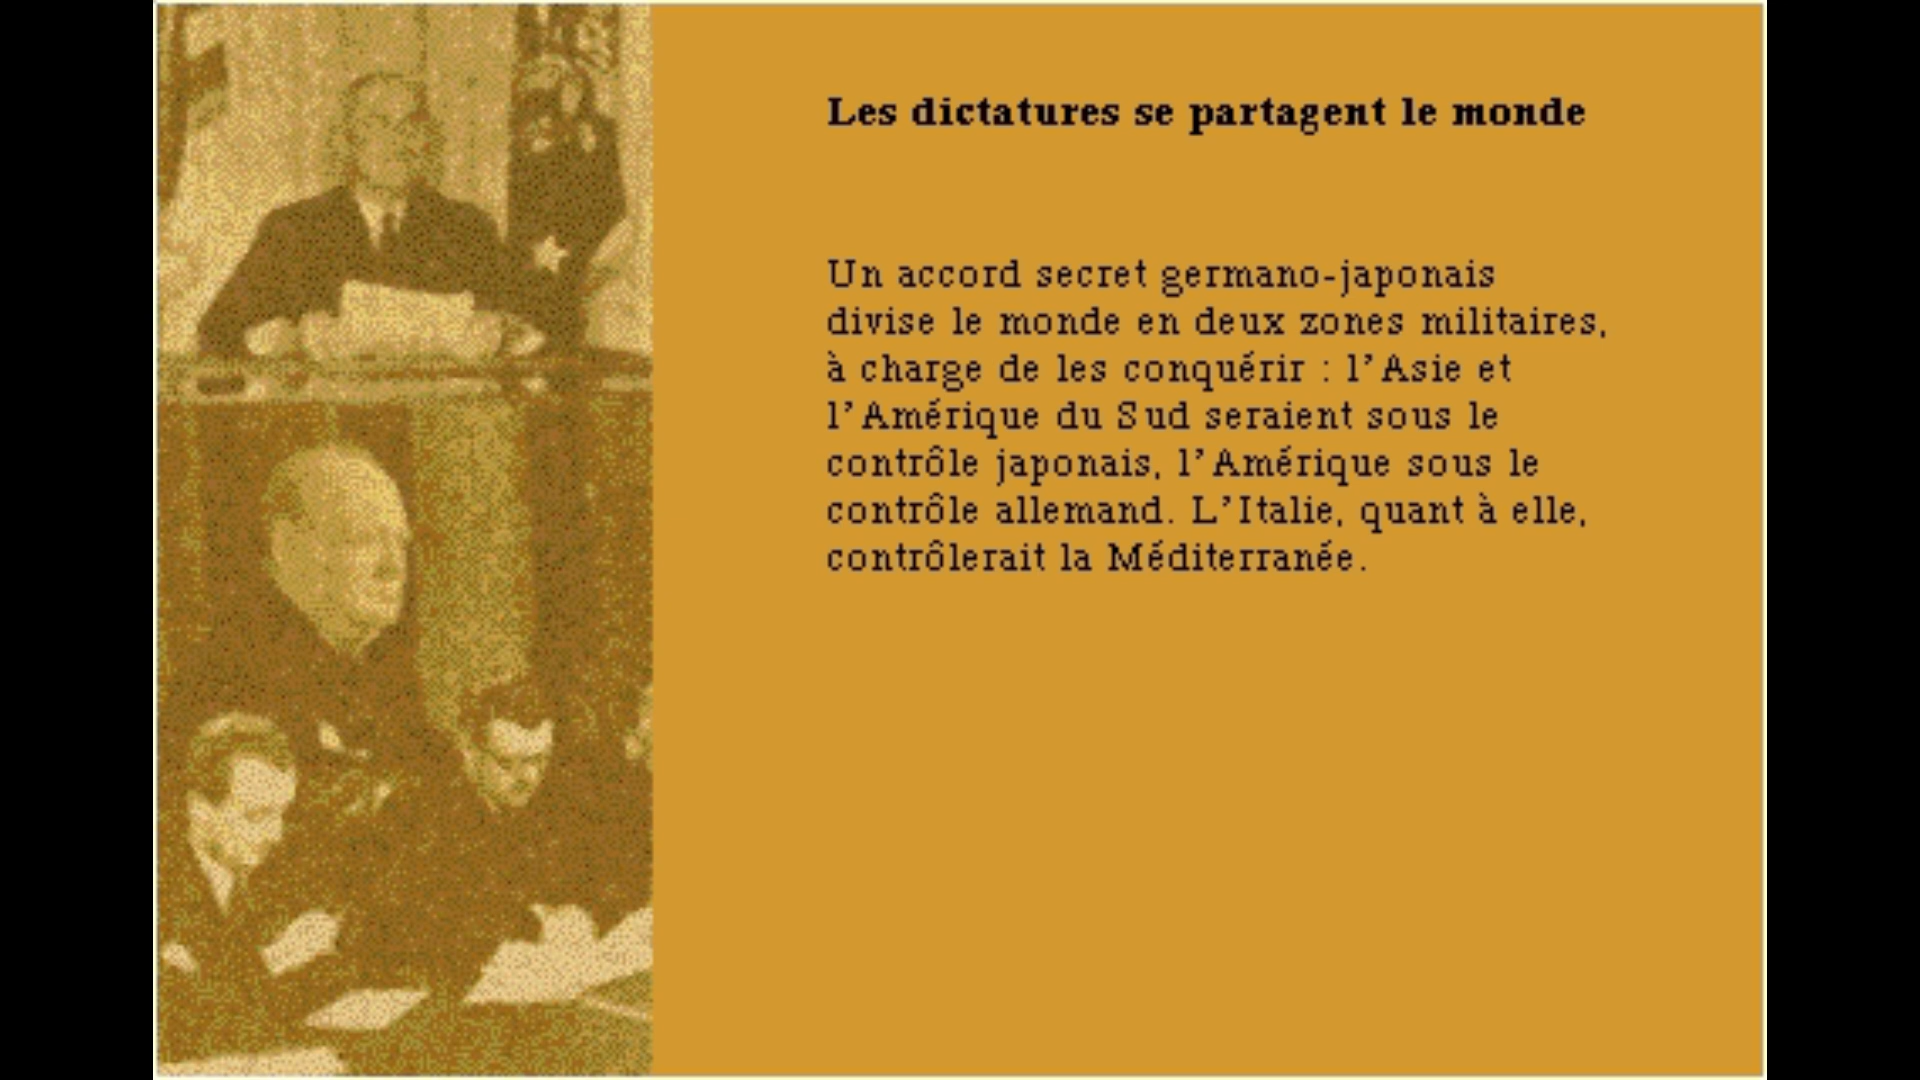 Les dictatures se partagent le monde
Un accord secret germano-japonais
divise le monde en deux zones militaires,
à charge de les conquérir : l'Asie et
l'Amérique du Sud seraient sous le
contrôle japonais, l'Amérique sous le
contrôle allemand. L'Italie, quant à elle,
contrôlerait la Méditerranée.